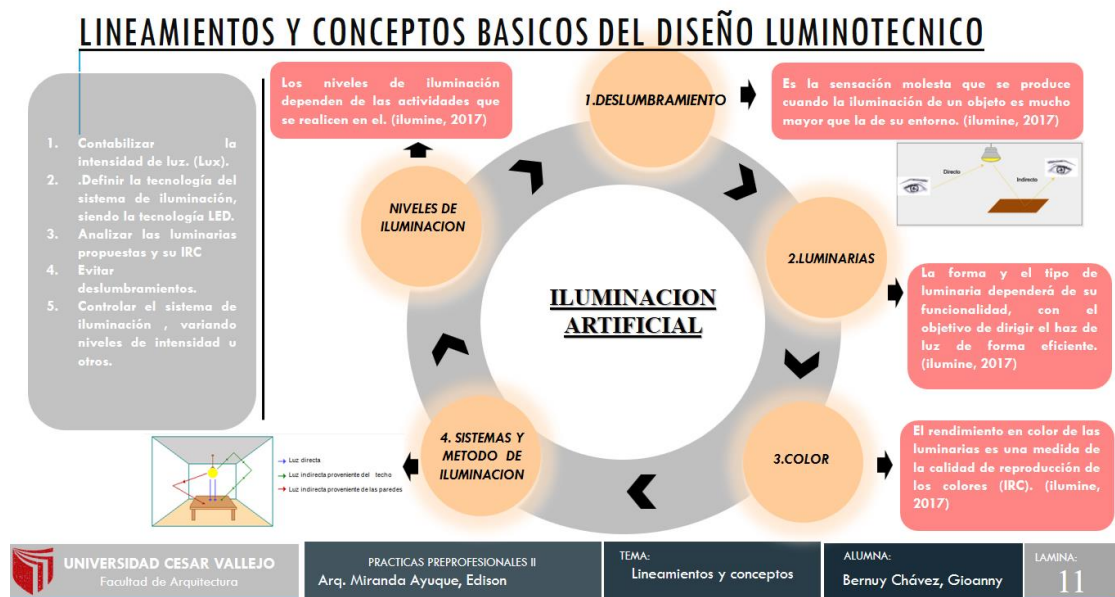 LINEAMIENTOS Y CONCEPTOS BASICOS DEL DISEÑO LUMINOTECNICO
1. Contabilizar la
intensidad de luz. (Lux).
2. .Definir la tecnología del
sistema de iluminación,
siendo la tecnología LED.
3. Analizar las luminarias
propuestas y su IRC
4. Evitar
deslumbramientos.
5. Controlar el sistema de
iluminación , variando
niveles de intensidad u
otros.
Los niveles de iluminación
dependen de las actividades que
se realicen en el. (ilumine, 2017)
1.DESLUMBRAMIENTO
Es la sensación molesta que se produce
cuando la iluminación de un objeto es mucho
mayor que la de su entorno. (ilumine, 2017)
Directo
Indirecto
NIVELES DE
ILUMINACION
2.LUMINARIAS
La forma y el tipo de
luminaria dependerá de su
funcionalidad, con el
objetivo de dirigir el haz de
luz de forma eficiente.
(ilumine, 2017)
ILUMINACION
ARTIFICIAL
4. SISTEMAS Y
METODO DE
ILUMINACION
Luz directa
Luz indirecta proveniente del techo
Luz indirecta proveniente de las paredes
3.COLOR
El rendimiento en color de las
luminarias es una medida de
la calidad de reproducción de
los colores (IRC). (ilumine,
2017)
UNIVERSIDAD CESAR VALLEJO
Facultad de Arquitectura
PRACTICAS PREPROFESIONALES II
Arq. Miranda Ayuque, Edison
TEMA:
Lineamientos y conceptos
ALUMNA:
Bernuy Chávez, Gioanny
LAMINA:
11